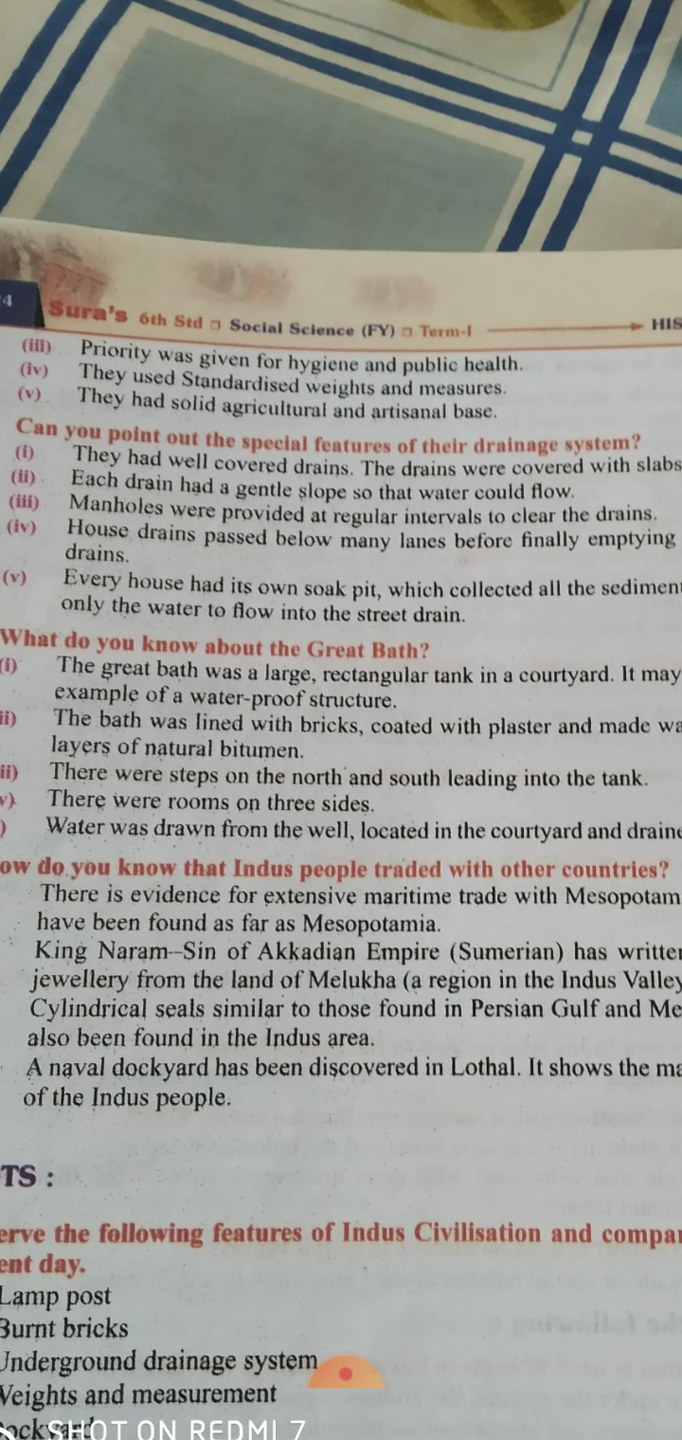 4
Sura's 6th Std ❐ Social Science (FY) ❐ Term-I HIS
(iii) Priority was given for hygiene and public health.
(iv) They used Standardised weights and measures.
(v) They had solid agricultural and artisanal base.
Can you point out the special features of their drainage system?
(i) They had well covered drains. The drains were covered with slabs
(ii) Each drain had a gentle slope so that water could flow.
(iii) Manholes were provided at regular intervals to clear the drains.
(iv) House drains passed below many lanes before finally emptying
drains.
(v) Every house had its own soak pit, which collected all the sediment
only the water to flow into the street drain.
What do you know about the Great Bath?
(i) The great bath was a large, rectangular tank in a courtyard. It may
example of a water-proof structure.
ii) The bath was lined with bricks, coated with plaster and made wa
layers of natural bitumen.
ii) There were steps on the north and south leading into the tank.
v) There were rooms on three sides.
) Water was drawn from the well, located in the courtyard and draine
ow do you know that Indus people traded with other countries?
There is evidence for extensive maritime trade with Mesopotam
have been found as far as Mesopotamia.
King Naram–Sin of Akkadian Empire (Sumerian) has written
jewellery from the land of Melukha (a region in the Indus Valley
Cylindrical seals similar to those found in Persian Gulf and Me
also been found in the Indus area.
A naval dockyard has been discovered in Lothal. It shows the ma
of the Indus people.
TS :
erve the following features of Indus Civilisation and compar
ent day.
Lamp post
Burnt bricks
Underground drainage system
Weights and measurement
ockyard
SHOT ON REDMI 7